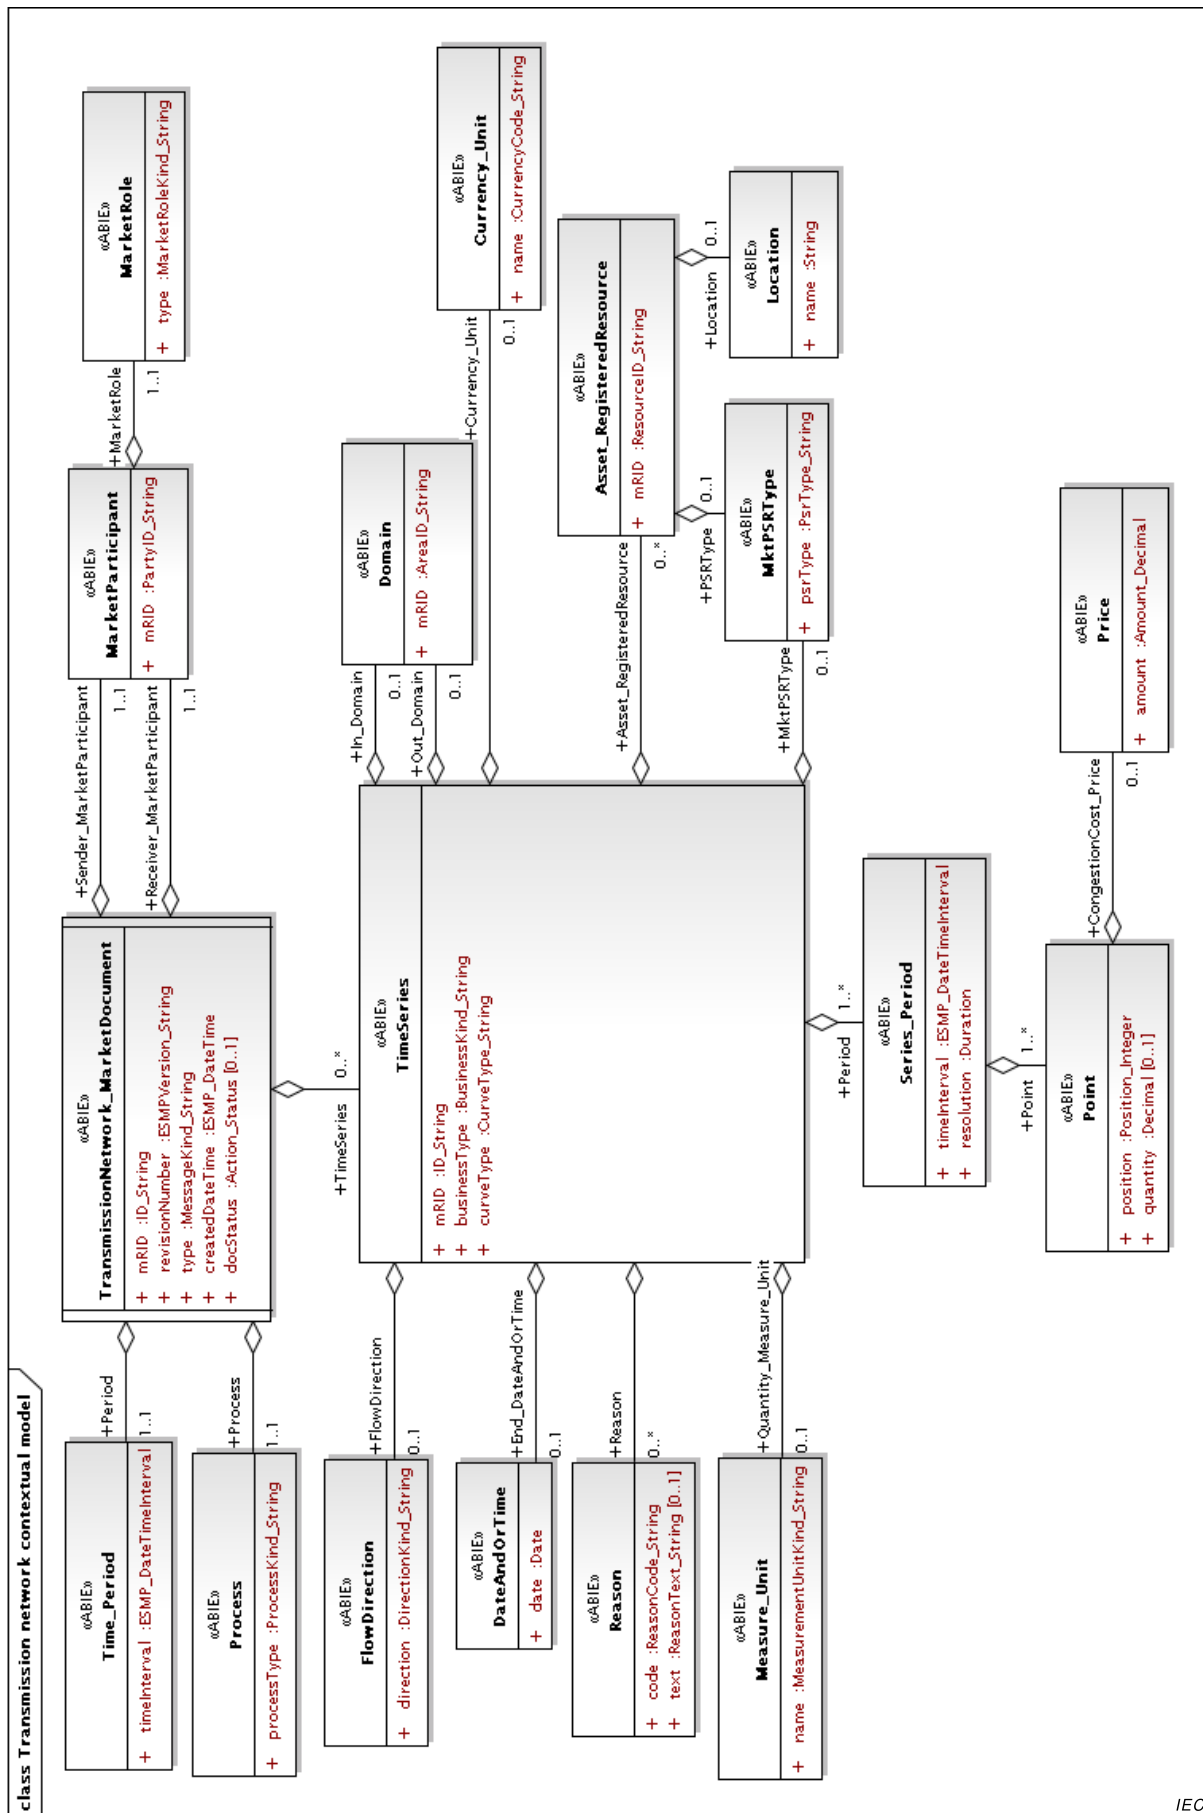 class Transmission network contextual model
«ABIE»
Time_Period
+ timeInterval :ESMP_DateTimeInterval
+Period
1..1
«ABIE»
Process
+ processType :ProcessKind_String
+Process
1..1
«ABIE»
TransmissionNetwork_MarketDocument
+ mRID :ID_String
+ revisionNumber :ESMPVersion_String
+ type :MessageKind_String
+ createdDateTime :ESMP_DateTime
+ docStatus :Action_Status [0..1]
+Sender_MarketParticipant
1..1
+Receiver_MarketParticipant
1..1
«ABIE»
MarketParticipant
+ mRID :PartyID_String
+MarketRole
1..1
«ABIE»
MarketRole
+ type :MarketRoleKind_String
+TimeSeries
0..*
«ABIE»
FlowDirection
+ direction :DirectionKind_String
+FlowDirection
0..1
«ABIE»
DateAndOrTime
+ date :Date
+End_DateAndOrTime
0..1
«ABIE»
Reason
+ code :ReasonCode_String
+ text :ReasonText_String [0..1]
+Reason
0..*
«ABIE»
Measure_Unit
+ name :MeasurementUnitKind_String
+Quantity_Measure_Unit
0..1
«ABIE»
TimeSeries
+ mRID :ID_String
+ businessType :BusinessKind_String
+ curveType :CurveType_String
+In_Domain
0..1
+Out_Domain
0..1
«ABIE»
Domain
+ mRID :AreaID_String
+Currency_Unit
0..1
«ABIE»
Currency_Unit
+ name :CurrencyCode_String
+Asset_RegisteredResource
0..*
«ABIE»
Asset_RegisteredResource
+ mRID :ResourceID_String
+PSRType
0..1
+Location
0..1
«ABIE»
Location
+ name :String
+MktPSRType
0..1
«ABIE»
MktPSRType
+ psrType :PsrType_String
+Period
1..*
«ABIE»
Series_Period
+ timeInterval :ESMP_DateTimeInterval
+ resolution :Duration
+Point
1..*
«ABIE»
Point
+ position :Position_Integer
+ quantity :Decimal [0..1]
+CongestionCost_Price
0..1
«ABIE»
Price
+ amount :Amount_Decimal
IEC